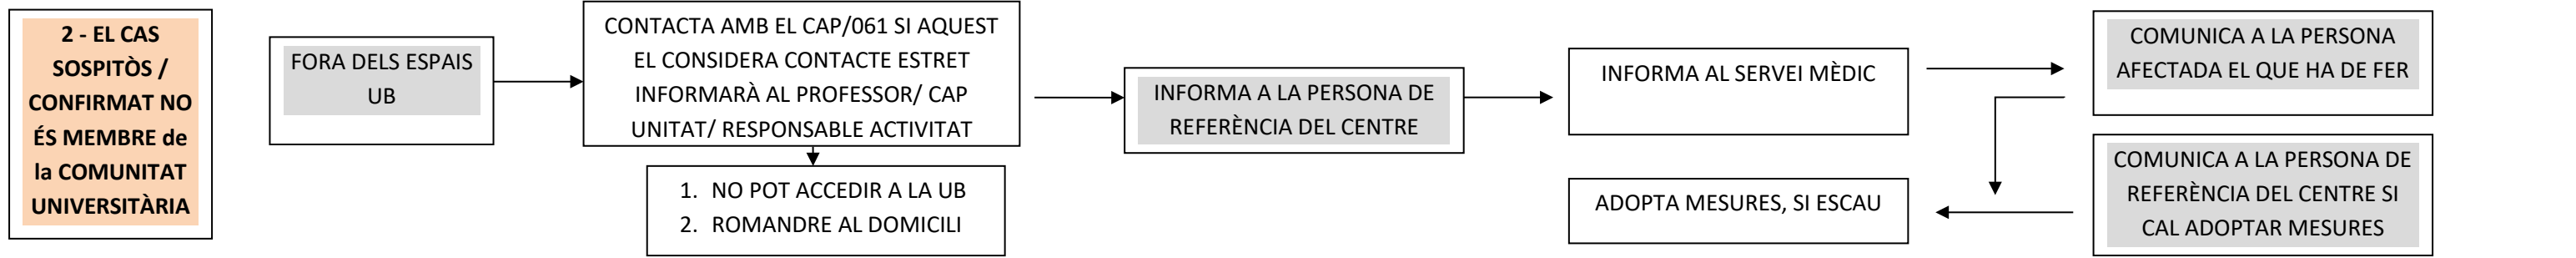 2 - EL CAS
SOSPITÒS /
CONFIRMAT NO
ÉS MEMBRE de
la COMUNITAT
UNIVERSITÀRIA
FORA DELS ESPAIS
UB
CONTACTA AMB EL CAP/061 SI AQUEST
EL CONSIDERA CONTACTE ESTRET
INFORMARÀ AL PROFESSOR/ CAP
UNITAT/ RESPONSABLE ACTIVITAT
1. NO POT ACCEDIR A LA UB
2. ROMANDRE AL DOMICILI
INFORMA A LA PERSONA DE
REFERÈNCIA DEL CENTRE
INFORMA AL SERVEI MÈDIC
COMUNICA A LA PERSONA
AFECTADA EL QUE HA DE FER
COMUNICA A LA PERSONA DE
REFERÈNCIA DEL CENTRE SI
CAL ADOPTAR MESURES
ADOPTA MESURES, SI ESCAU